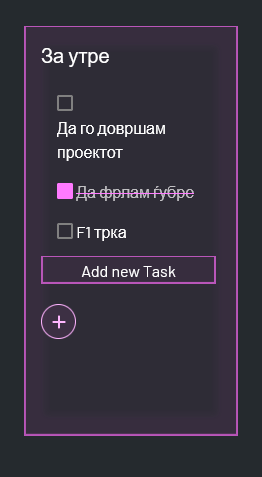 За утре
Да го довршам
проектот
Да фрлам ѓубре
F1 трка
Add new Task
+